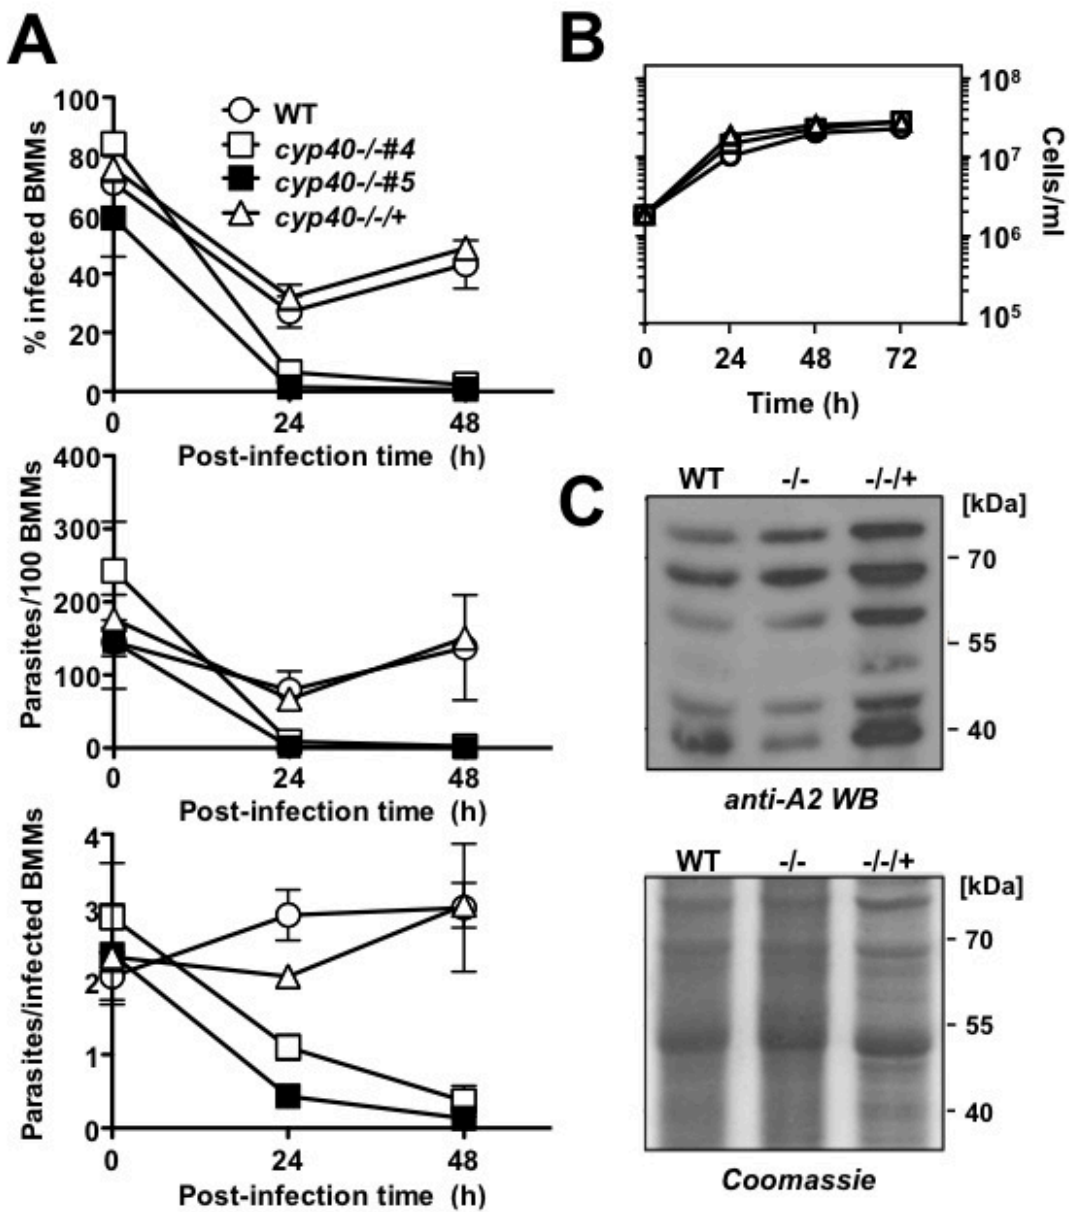 A
100
80
60
40
20
0
% infected BMMs
WT
cyp40-/-#4
cyp40-/-#5
cyp40-/-/+
0 24 48
Post-infection time (h)
400
300
200
100
0
Parasites/100 BMMs
0 24 48
Post-infection time (h)
4
3
2
1
0
Parasites/infected BMMs
0 24 48
Post-infection time (h)
B
10⁸
10⁷
10⁶
10⁵
Cells/ml
0 24 48 72
Time (h)
C
WT -/- -/-/+
[kDa]
70
55
40
anti-A2 WB
WT -/- -/-/+
[kDa]
70
55
40
Coomassie